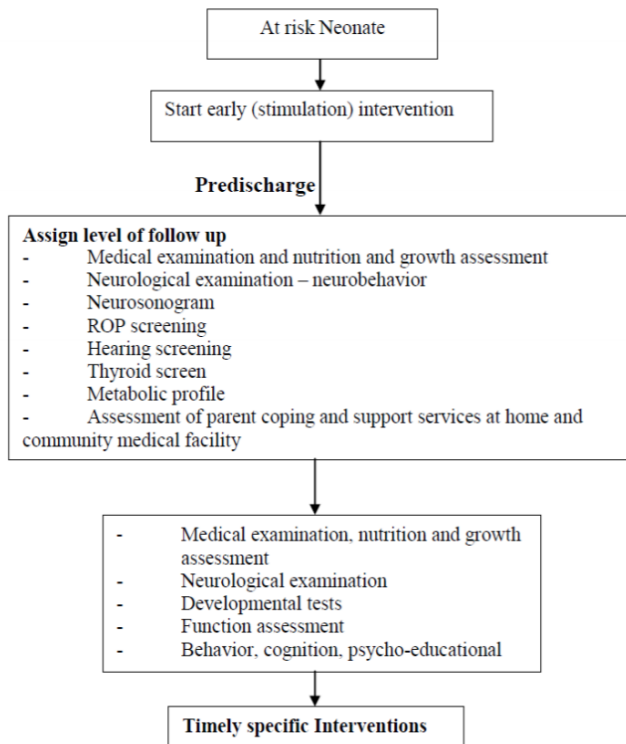 At risk Neonate
Start early (stimulation) intervention
Predischarge
Assign level of follow up
- Medical examination and nutrition and growth assessment
- Neurological examination – neurobehavior
- Neurosonogram
- ROP screening
- Hearing screening
- Thyroid screen
- Metabolic profile
- Assessment of parent coping and support services at home and
community medical facility
- Medical examination, nutrition and growth
assessment
- Neurological examination
- Developmental tests
- Function assessment
- Behavior, cognition, psycho-educational
Timely specific Interventions